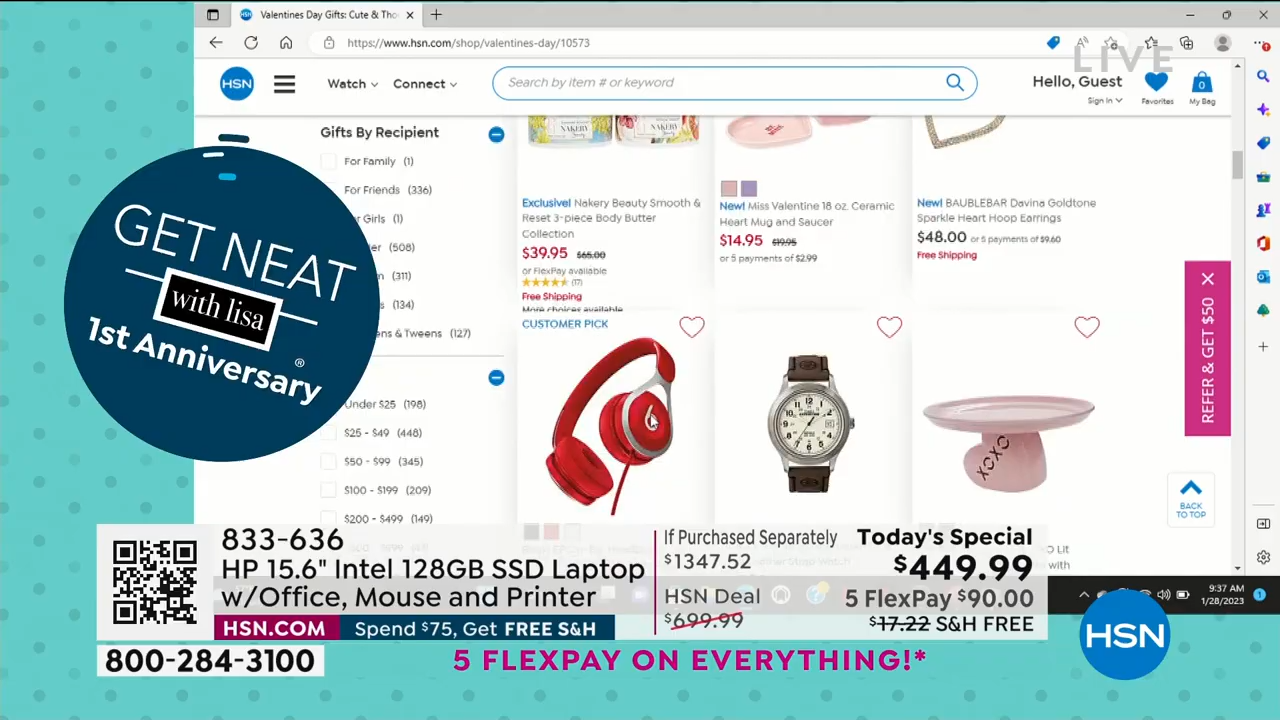 Valentines Day Gifts: Cute & Tho
https://www.hsn.com/shop/valentines-day/10573
LIVE
HSN
Watch
Connect
Search by item # or keyword
Hello, Guest
Sign In
Favorites
0
My Bag
Gifts By Recipient
For Family (1)
For Friends (336)
Girls (1)
(508)
(311)
(134)
ens & Tweens (127)
Under $25 (198)
$25 - $49 (448)
$50 - $99 (345)
$100 - $199 (209)
$200 - $499 (149)
GET NEAT
with lisa
1st Anniversary®
NAKERY
NAKERY
Exclusive! Nakery Beauty Smooth &
Reset 3-piece Body Butter
Collection
$39.95 $65.00
or FlexPay available
(17)
Free Shipping
More choices available
New! Miss Valentine 18 oz. Ceramic
Heart Mug and Saucer
$14.95 $19.95
or 5 payments of $2.99
New! BAUBLEBAR Davina Goldtone
Sparkle Heart Hoop Earrings
$48.00 or 5 payments of $9.60
Free Shipping
CUSTOMER PICK
XOXO
REFER & GET $50
BACK
TO TOP
9:37 AM
1/28/2023
833-636
HP 15.6" Intel 128GB SSD Laptop
w/Office, Mouse and Printer
HSN.COM Spend $75, Get FREE S&H
If Purchased Separately
$1347.52
HSN Deal
$699.99
Today's Special
$449.99
5 FlexPay $90.00
$17.22 S&H FREE
800-284-3100
5 FLEXPAY ON EVERYTHING!*
HSN